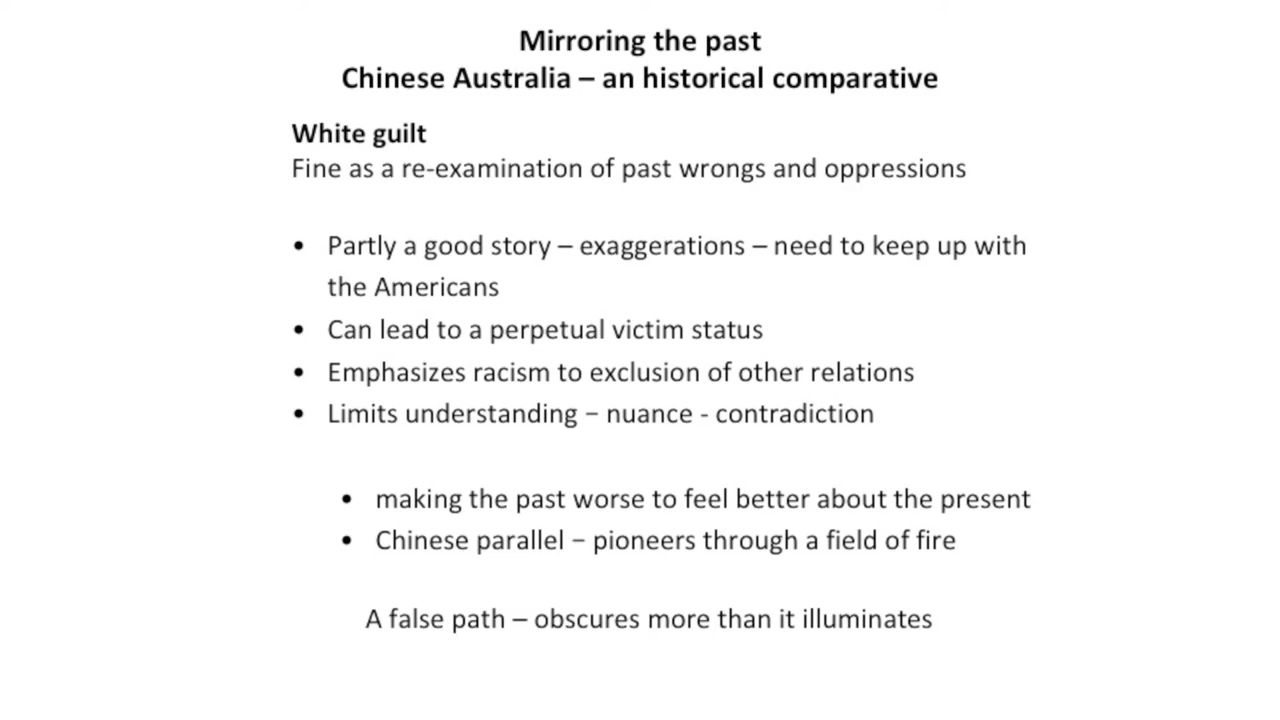 Mirroring the past
Chinese Australia – an historical comparative
White guilt
Fine as a re-examination of past wrongs and oppressions
• Partly a good story – exaggerations – need to keep up with
the Americans
• Can lead to a perpetual victim status
• Emphasizes racism to exclusion of other relations
• Limits understanding – nuance - contradiction
• making the past worse to feel better about the present
• Chinese parallel – pioneers through a field of fire
A false path – obscures more than it illuminates